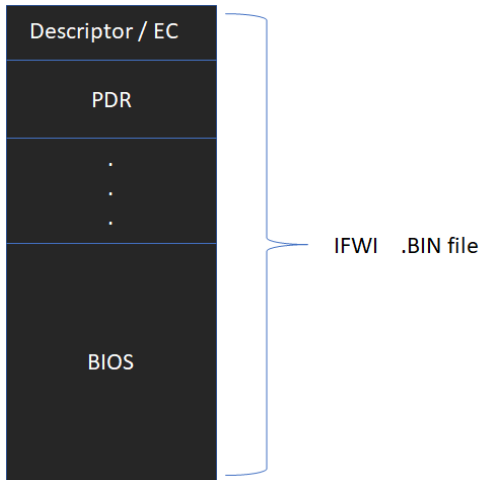 Descriptor / EC
PDR
.
.
.
IFWI .BIN file
BIOS